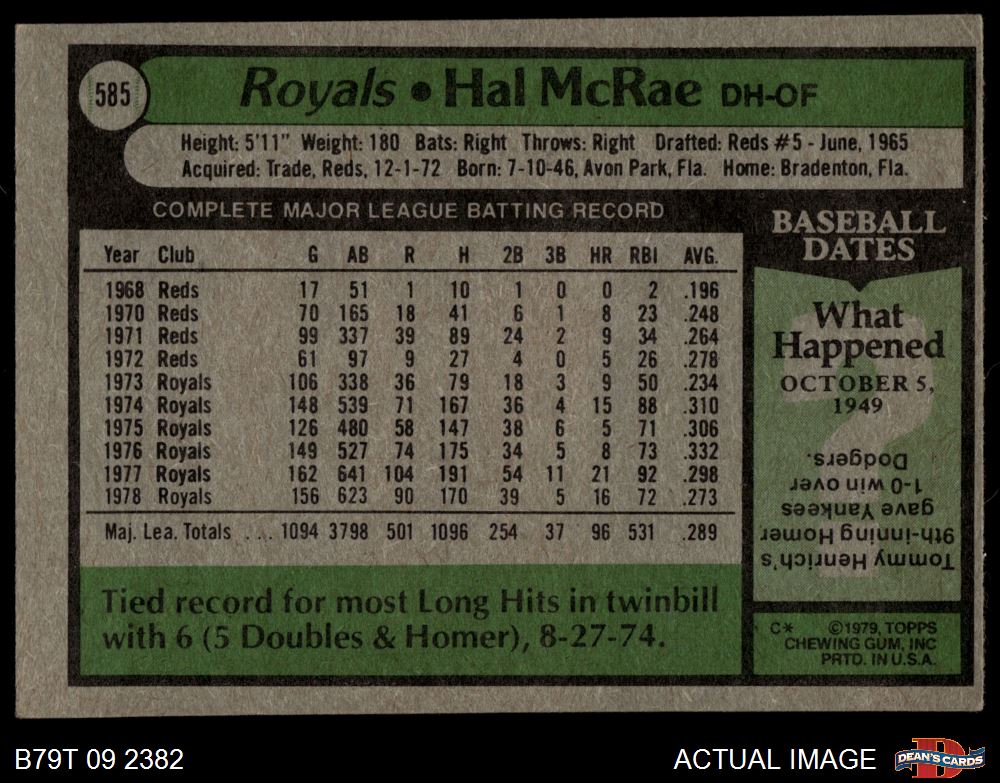 585
Royals • Hal McRae DH-OF
Height: 5'11" Weight: 180 Bats: Right Throws: Right Drafted: Reds #5 - June, 1965
Acquired: Trade, Reds, 12-1-72 Born: 7-10-46, Avon Park, Fla. Home: Bradenton, Fla.
COMPLETE MAJOR LEAGUE BATTING RECORD
Year Club G AB R H 2B 3B HR RBI AVG.
1968 Reds 17 51 1 10 1 0 0 2 .196
1970 Reds 70 165 18 41 6 1 8 23 .248
1971 Reds 99 337 39 89 24 2 9 34 .264
1972 Reds 61 97 9 27 4 0 5 26 .278
1973 Royals 106 338 36 79 18 3 9 50 .234
1974 Royals 148 539 71 167 36 4 15 88 .310
1975 Royals 126 480 58 147 38 6 5 71 .306
1976 Royals 149 527 74 175 34 5 8 73 .332
1977 Royals 162 641 104 191 54 11 21 92 .298
1978 Royals 156 623 90 170 39 5 16 72 .273
Maj. Lea. Totals . . . 1094 3798 501 1096 254 37 96 531 .289
Tied record for most Long Hits in twinbill
with 6 (5 Doubles & Homer), 8-27-74.
BASEBALL
DATES
What
Happened
OCTOBER 5,
1949
Tommy Henrich's
9th-inning Homer
gave Yankees
1-0 win over
Dodgers.
C* ©1979, TOPPS
CHEWING GUM, INC
PRTD. IN U.S.A.
B79T 09 2382
ACTUAL IMAGE
DEAN'S CARDS